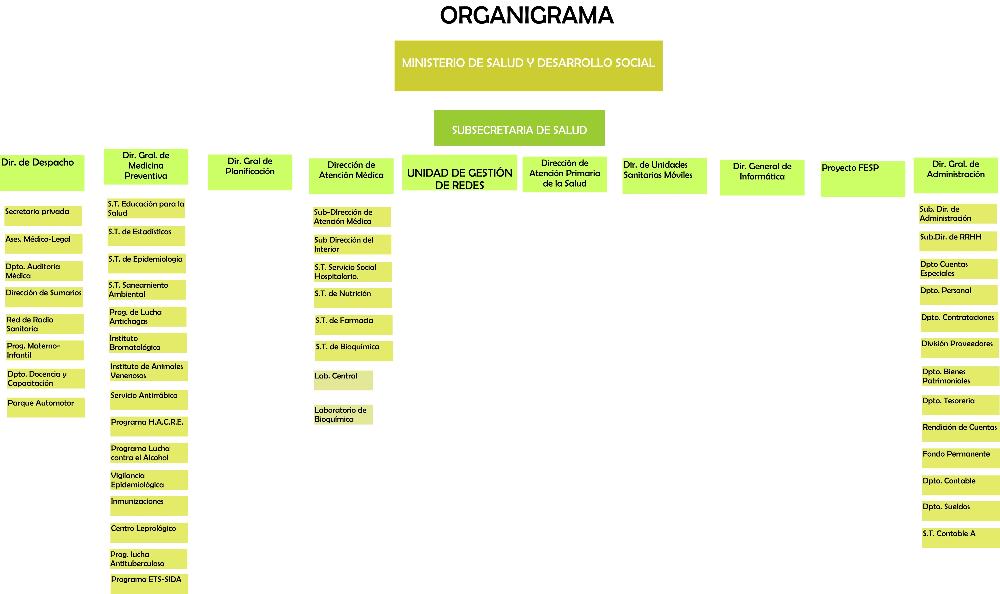 ORGANIGRAMA
MINISTERIO DE SALUD Y DESARROLLO SOCIAL
SUBSECRETARIA DE SALUD
Dir. de Despacho
Secretaria privada
Ases. Médico-Legal
Dpto. Auditoria
Médica
Dirección de Sumarios
Red de Radio
Sanitaria
Prog. Materno-
Infantil
Dpto. Docencia y
Capacitación
Parque Automotor
Dir. Gral. de
Medicina
Preventiva
S.T. Educación para la
Salud
S.T. de Estadísticas
S.T. de Epidemiología
S.T. Saneamiento
Ambiental
Prog. de Lucha
Antichagas
Instituto
Bromatológico
Instituto de Animales
Venenosos
Servicio Antirrábico
Programa H.A.C.R.E.
Programa Lucha
contra el Alcohol
Vigilancia
Epidemiológica
Inmunizaciones
Centro Leprológico
Prog. lucha
Antituberculosa
Programa ETS-SIDA
Dir. Gral de
Planificación
Dirección de
Atención Médica
Sub-DIrección de
Atención Médica
Sub Dirección del
Interior
S.T. Servicio Social
Hospitalario.
S.T. de Nutrición
S.T. de Farmacia
S.T. de Bioquímica
Lab. Central
Laboratorio de
Bioquímica
UNIDAD DE GESTIÓN
DE REDES
Dirección de
Atención Primaria
de la Salud
Dir. de Unidades
Sanitarias Móviles
Dir. General de
Informática
Proyecto FESP
Dir. Gral. de
Administración
Sub. Dir. de
Administración
Sub.Dir. de RRHH
Dpto Cuentas
Especiales
Dpto. Personal
Dpto. Contrataciones
División Proveedores
Dpto. Bienes
Patrimoniales
Dpto. Tesorería
Rendición de Cuentas
Fondo Permanente
Dpto. Contable
Dpto. Sueldos
S.T. Contable A